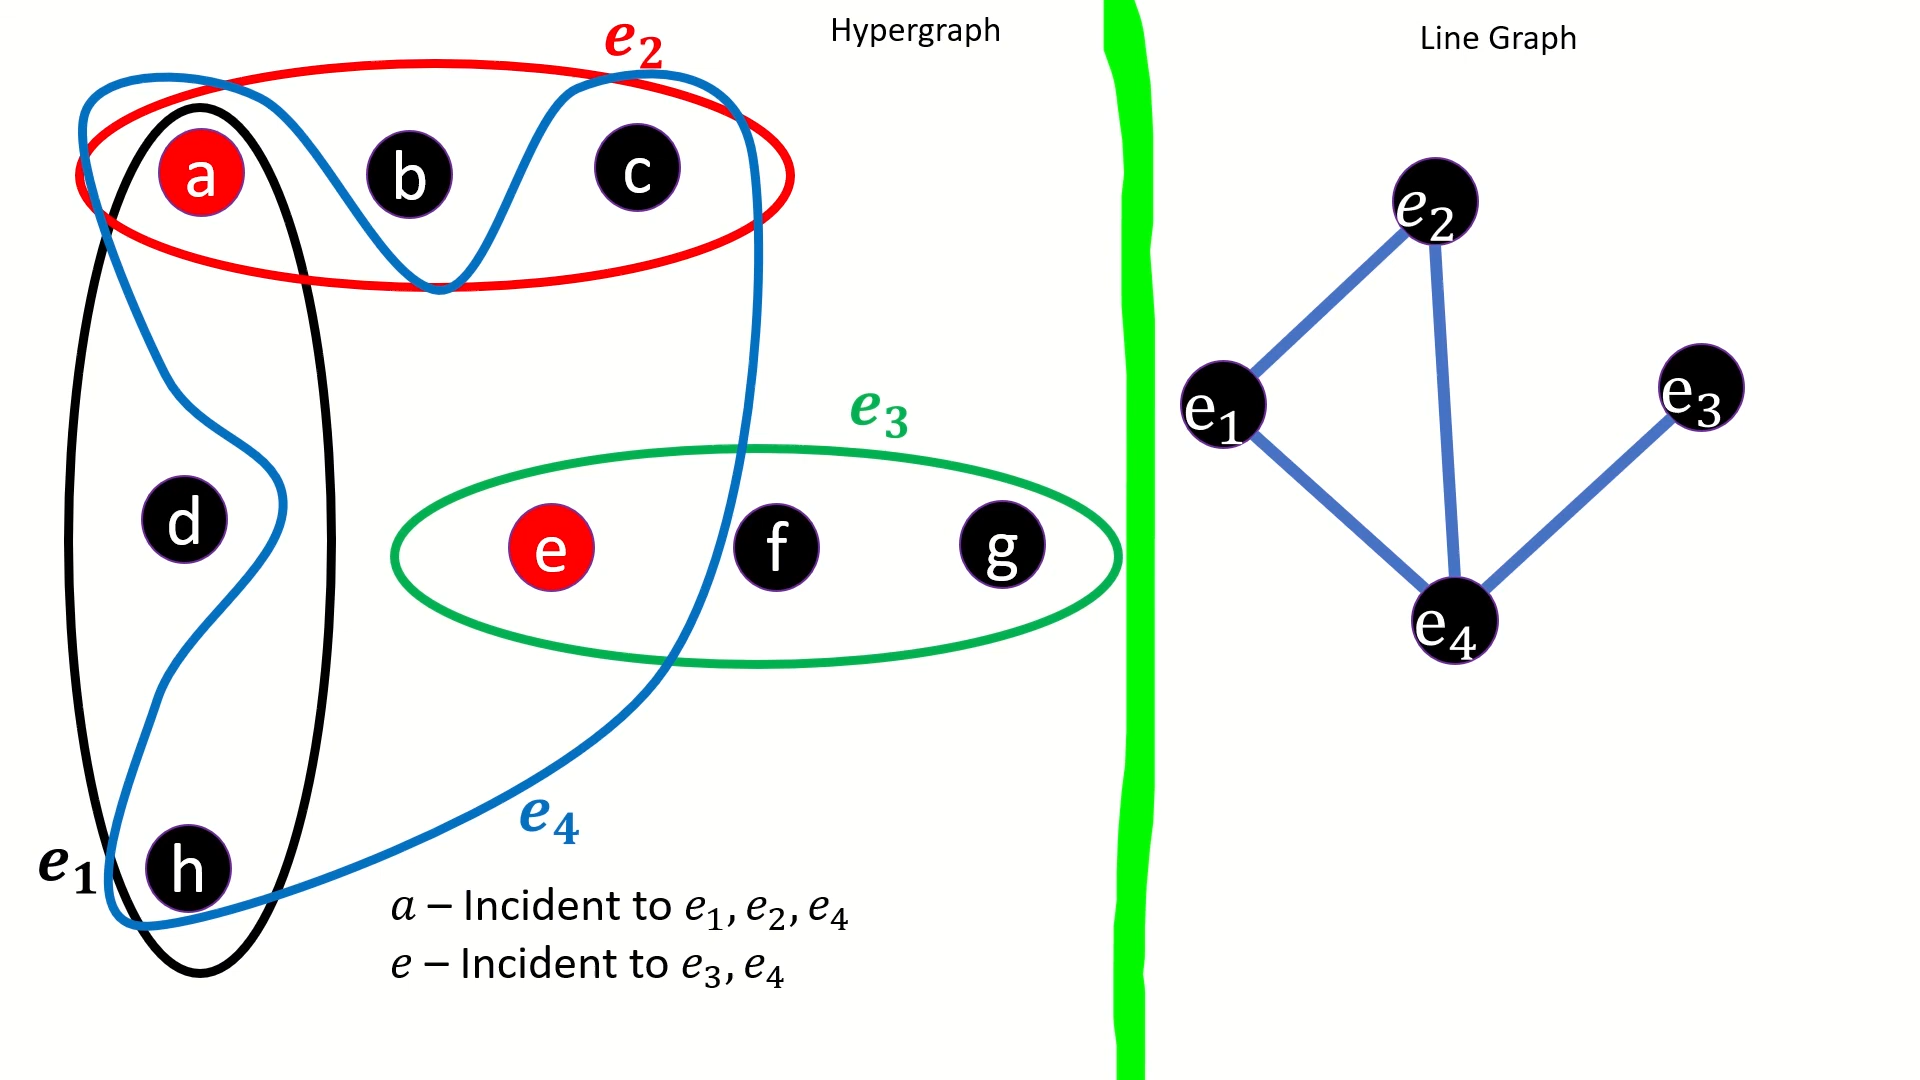 Hypergraph
Line Graph
e₂
a
b
c
e₂
e₁
e₃
e₃
d
e
f
g
e₄
e₄
e₁
h
a – Incident to e₁, e₂, e₄
e – Incident to e₃, e₄